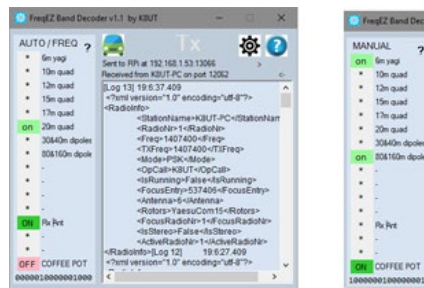 FreqEZ Band Decoder v1.1 by K8UT
AUTO / FREQ ?
Tx
Sent to RPi at 192.168.1.53:13066 >
Received from K8UT-PC on port 12062 <-
* 6m yagi
* 10m quad
* 12m quad
* 15m quad
* 17m quad
on 20m quad
* 30&40m dipoles
* 80&160m dipole
* -
* -
* -
ON Rx Ant
* -
OFF COFFEE POT
0000010000001000
[Log 13] 19:6:37.409
<?xml version="1.0" encoding="utf-8"?>
<RadioInfo>
<StationName>K8UT-PC</StationNam
<RadioNr>1</RadioNr>
<Freq>1407400</Freq>
<TXFreq>1407400</TXFreq>
<Mode>PSK</Mode>
<OpCall>K8UT</OpCall>
<IsRunning>False</IsRunning>
<FocusEntry>537406</FocusEntry>
<Antenna>6</Antenna>
<Rotors>YaesuCom15</Rotors>
<FocusRadioNr>1</FocusRadioNr>
<IsStereo>False</IsStereo>
<ActiveRadioNr>1</ActiveRadioNr>
</RadioInfo>[Log 12] 19:6:27.409
<?xml version="1.0" encoding="utf-8"?>
FreqEZ Band Deco
MANUAL ?
on 6m yagi
* 10m quad
* 12m quad
* 15m quad
* 17m quad
* 20m quad
* 30&40m dipoles
on 80&160m dipole
* -
* -
* -
* Rx Ant
* -
ON COFFEE POT